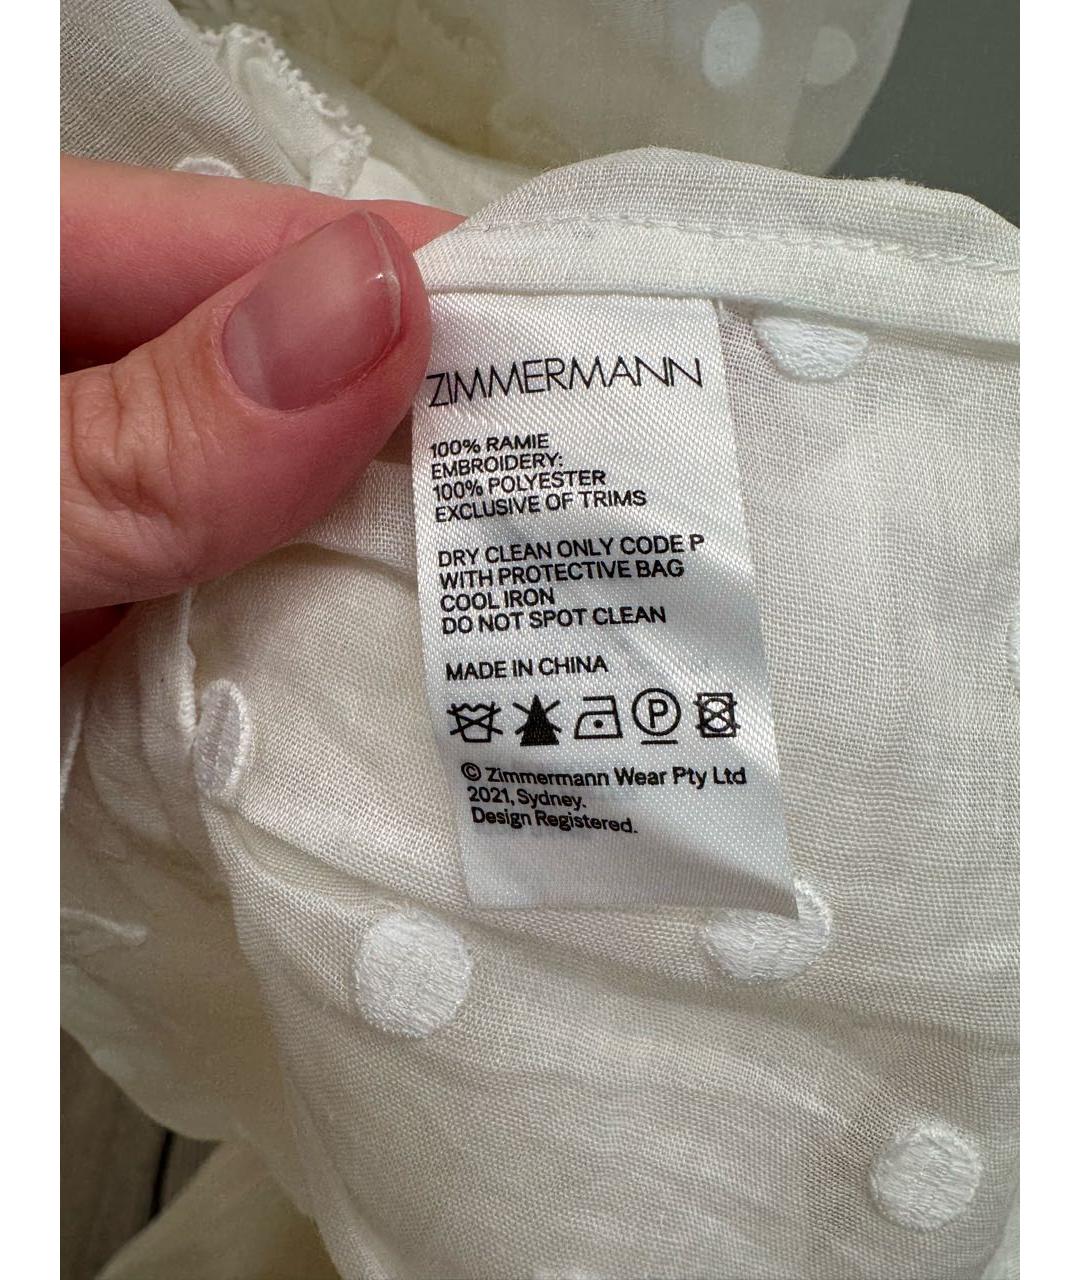 ZIMMERMANN
100% RAMIE
EMBROIDERY:
100% POLYESTER
EXCLUSIVE OF TRIMS
DRY CLEAN ONLY CODE P
WITH PROTECTIVE BAG
COOL IRON
DO NOT SPOT CLEAN
MADE IN CHINA
P
© Zimmermann Wear Pty Ltd
2021, Sydney.
Design Registered.